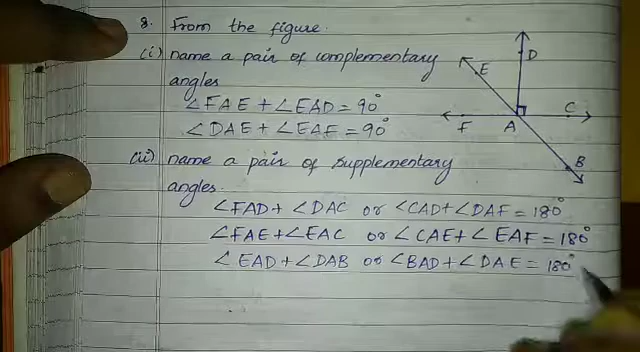 8. From the figure.
(i) name a pair of complementary
angles
∠FAE + ∠EAD = 90°
∠DAE + ∠EAF = 90°
(ii) name a pair of supplementary
angles.
∠FAD + ∠DAC or ∠CAD + ∠DAF = 180°
∠FAE + ∠EAC or ∠CAE + ∠EAF = 180°
∠EAD + ∠DAB or ∠BAD + ∠DAE = 180°
D
E
C
F
A
B